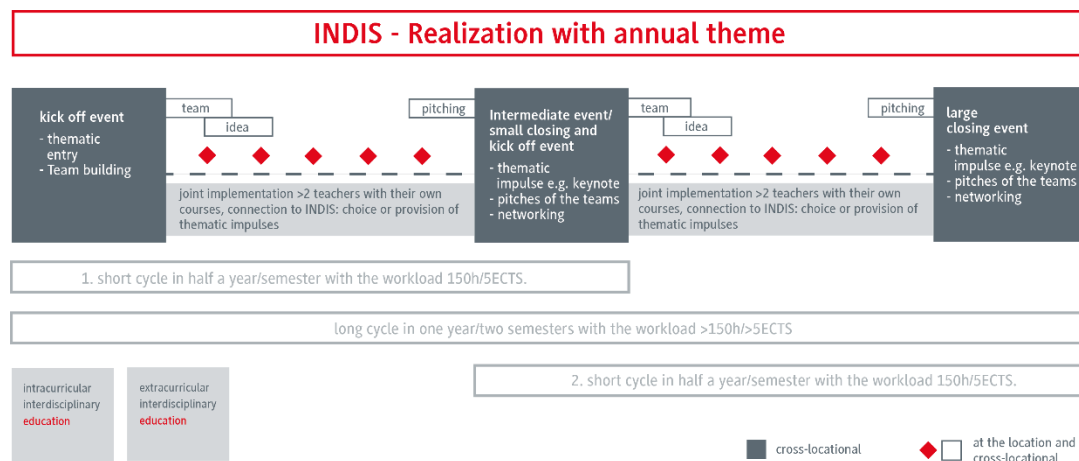 INDIS - Realization with annual theme
kick off event
- thematic
entry
- Team building
team
idea
pitching
Intermediate event/
small closing and
kick off event
- thematic
impulse e.g. keynote
- pitches of the teams
- networking
team
idea
pitching
large
closing event
- thematic
impulse e.g. keynote
- pitches of the teams
- networking
joint implementation >2 teachers with their own
courses, connection to INDIS: choice or provision of
thematic impulses
joint implementation >2 teachers with their own
courses, connection to INDIS: choice or provision of
thematic impulses
1. short cycle in half a year/semester with the workload 150h/5ECTS.
long cycle in one year/two semesters with the workload >150h/>5ECTS
2. short cycle in half a year/semester with the workload 150h/5ECTS.
intracurricular
interdisciplinary
education
extracurricular
interdisciplinary
education
cross-locational
at the location and
cross-locational